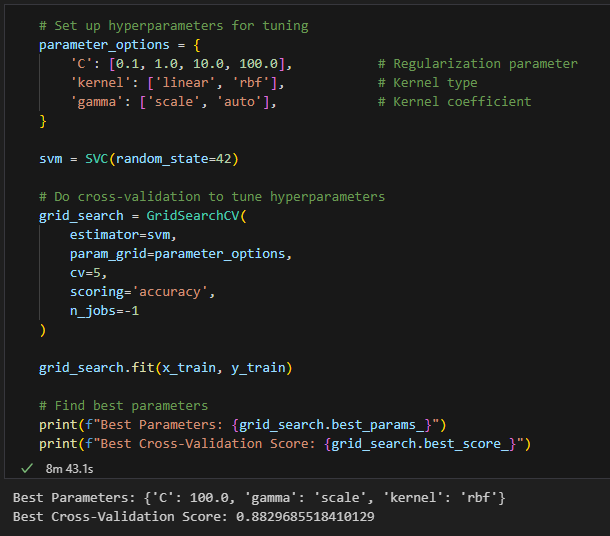 # Set up hyperparameters for tuning
parameter_options = {
    'C': [0.1, 1.0, 10.0, 100.0],          # Regularization parameter
    'kernel': ['linear', 'rbf'],           # Kernel type
    'gamma': ['scale', 'auto'],            # Kernel coefficient
}

svm = SVC(random_state=42)

# Do cross-validation to tune hyperparameters
grid_search = GridSearchCV(
    estimator=svm,
    param_grid=parameter_options,
    cv=5,
    scoring='accuracy',
    n_jobs=-1
)

grid_search.fit(x_train, y_train)

# Find best parameters
print(f"Best Parameters: {grid_search.best_params_}")
print(f"Best Cross-Validation Score: {grid_search.best_score_}")
8m 43.1s
Best Parameters: {'C': 100.0, 'gamma': 'scale', 'kernel': 'rbf'}
Best Cross-Validation Score: 0.8829685518410129